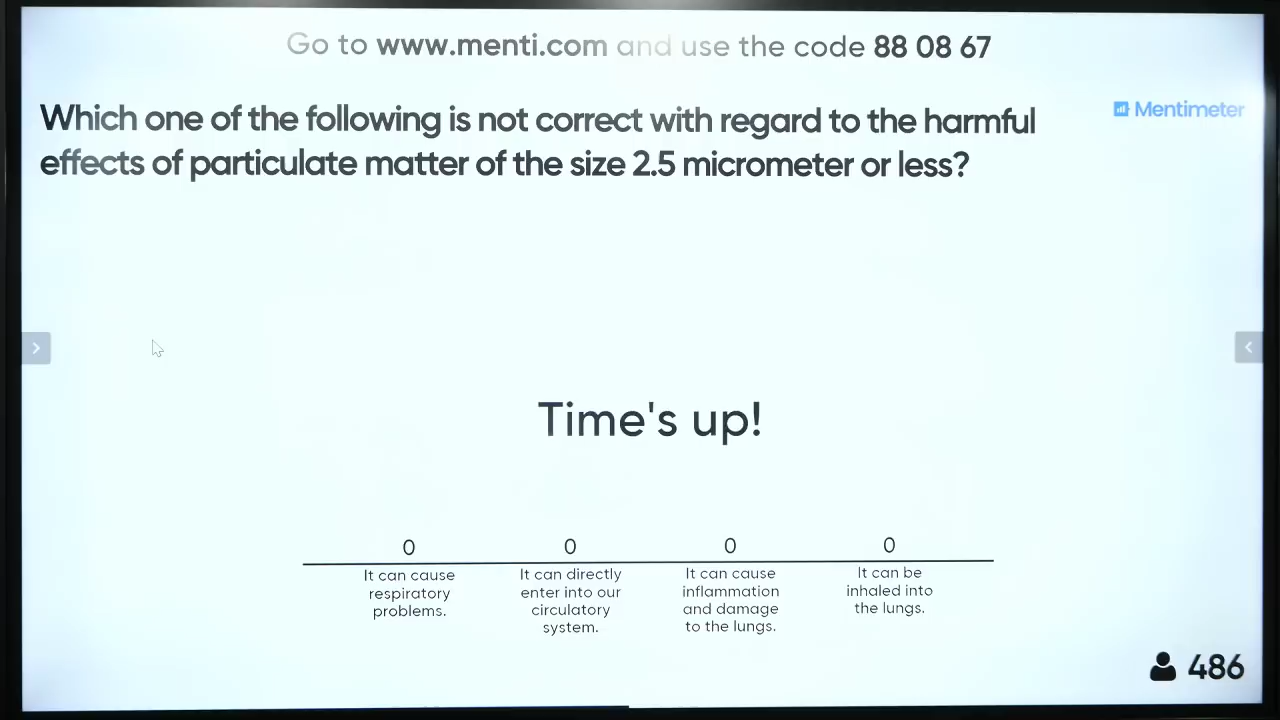 Go to www.menti.com and use the code 88 08 67
Mentimeter
Which one of the following is not correct with regard to the harmful
effects of particulate matter of the size 2.5 micrometer or less?
Time's up!
0
It can cause
respiratory
problems.
0
It can directly
enter into our
circulatory
system.
0
It can cause
inflammation
and damage
to the lungs.
0
It can be
inhaled into
the lungs.
486